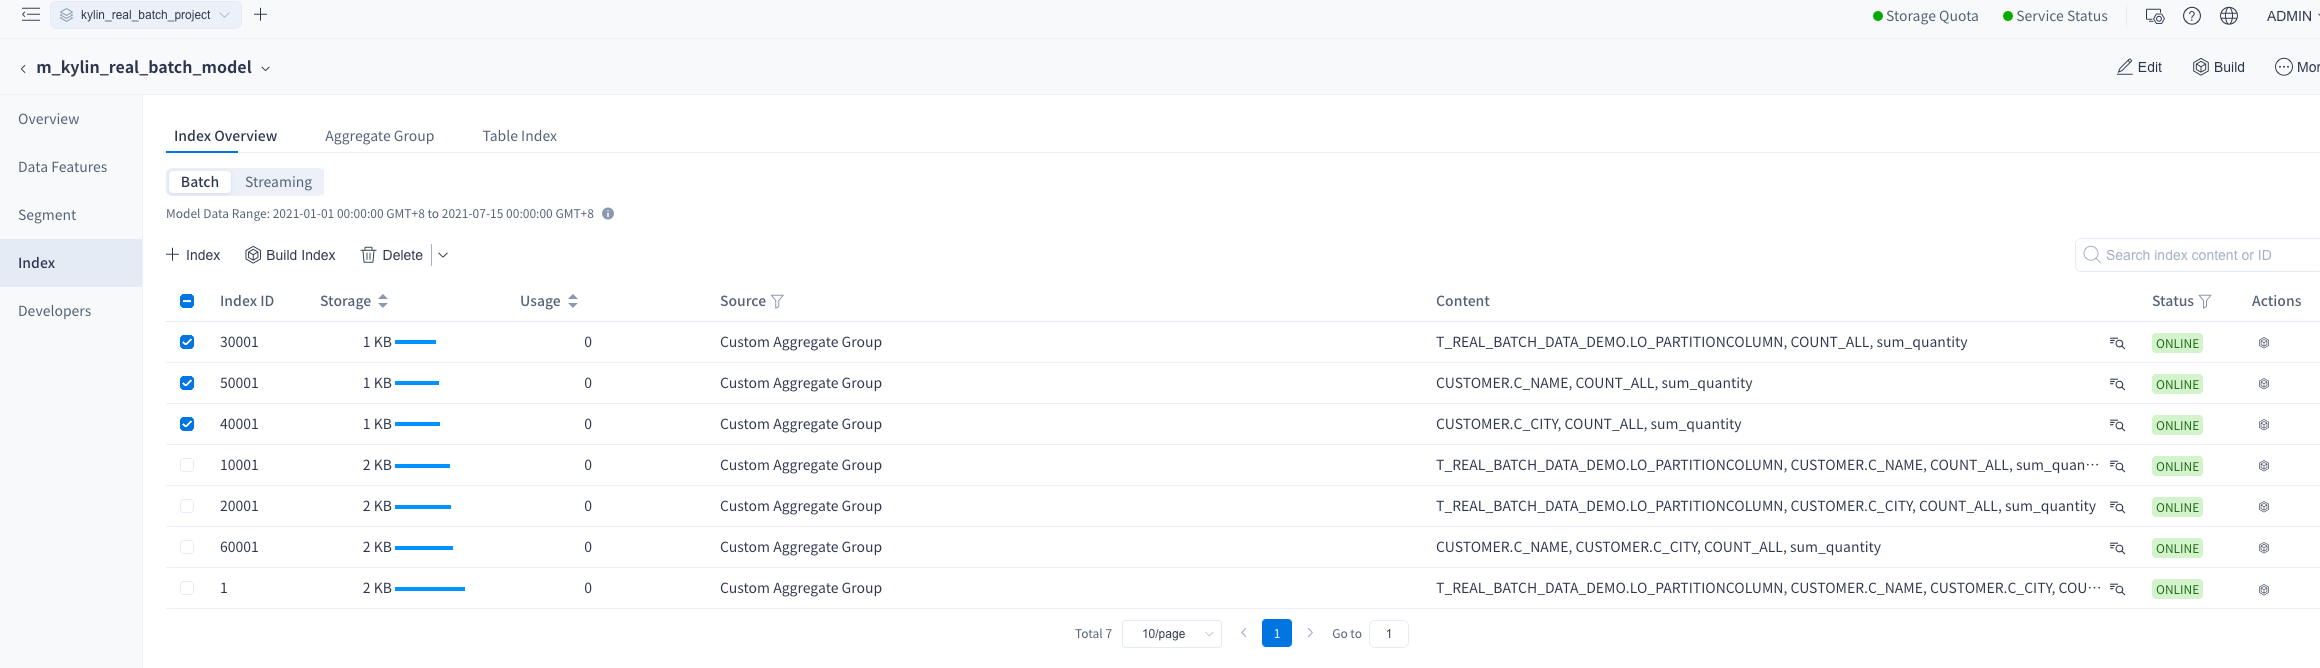 kylin_real_batch_project
Storage Quota Service Status ADMIN
m_kylin_real_batch_model
Edit Build Mor
Overview
Data Features
Segment
Index
Developers
Index Overview Aggregate Group Table Index
Batch Streaming
Model Data Range: 2021-01-01 00:00:00 GMT+8 to 2021-07-15 00:00:00 GMT+8
Index Build Index Delete Search index content or ID
Index ID Storage Usage Source Content Status Actions
30001 1 KB 0 Custom Aggregate Group T_REAL_BATCH_DATA_DEMO.LO_PARTITIONCOLUMN, COUNT_ALL, sum_quantity ONLINE
50001 1 KB 0 Custom Aggregate Group CUSTOMER.C_NAME, COUNT_ALL, sum_quantity ONLINE
40001 1 KB 0 Custom Aggregate Group CUSTOMER.C_CITY, COUNT_ALL, sum_quantity ONLINE
10001 2 KB 0 Custom Aggregate Group T_REAL_BATCH_DATA_DEMO.LO_PARTITIONCOLUMN, CUSTOMER.C_NAME, COUNT_ALL, sum_quan··· ONLINE
20001 2 KB 0 Custom Aggregate Group T_REAL_BATCH_DATA_DEMO.LO_PARTITIONCOLUMN, CUSTOMER.C_CITY, COUNT_ALL, sum_quantity ONLINE
60001 2 KB 0 Custom Aggregate Group CUSTOMER.C_NAME, CUSTOMER.C_CITY, COUNT_ALL, sum_quantity ONLINE
1 2 KB 0 Custom Aggregate Group T_REAL_BATCH_DATA_DEMO.LO_PARTITIONCOLUMN, CUSTOMER.C_NAME, CUSTOMER.C_CITY, COU··· ONLINE
Total 7 10/page 1 Go to 1